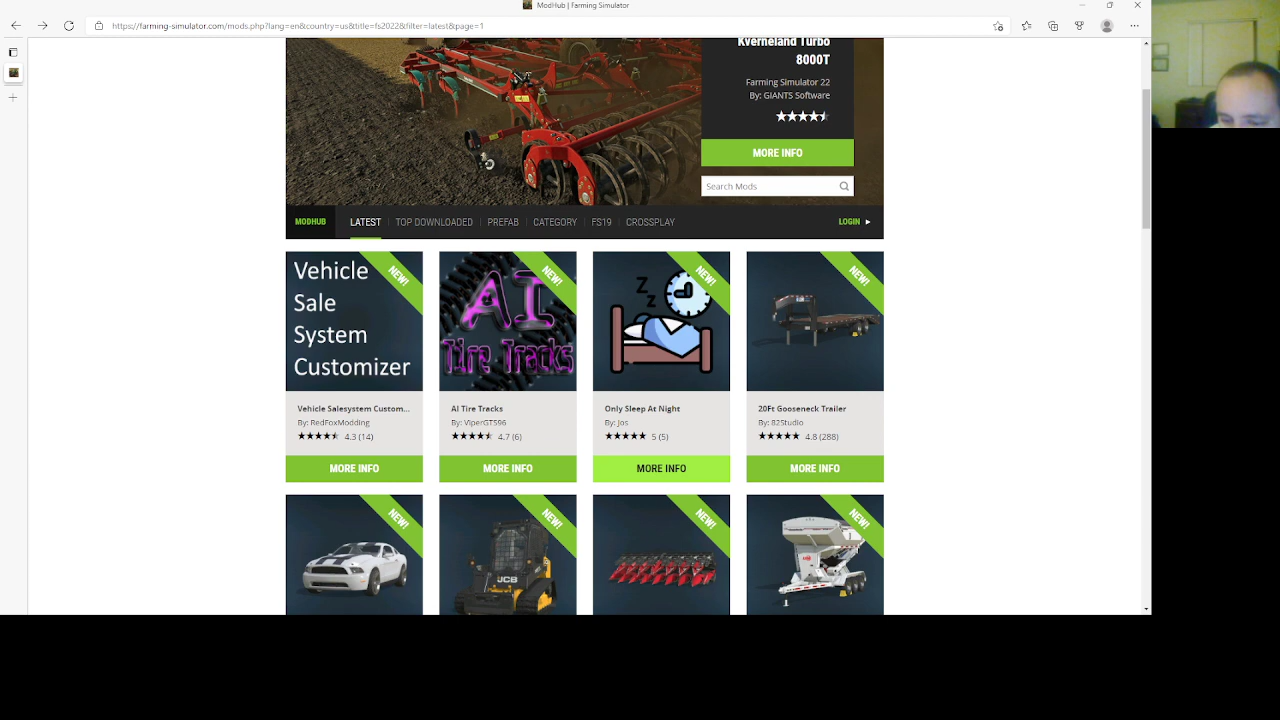 ModHub | Farming Simulator
https://farming-simulator.com/mods.php?lang=en&country=us&title=fs2022&filter=latest&page=1
Kverneland Turbo
8000T
Farming Simulator 22
By: GIANTS Software
MORE INFO
Search Mods
MODHUB
LATEST
TOP DOWNLOADED
PREFAB
CATEGORY
FS19
CROSSPLAY
LOGIN
Vehicle
Sale
System
Customizer
NEW!
AI
Tire Tracks
NEW!
Z
Z
NEW!
NEW!
Vehicle Salesystem Custom...
By: RedFoxModding
4.3 (14)
MORE INFO
AI Tire Tracks
By: ViperGTS96
4.7 (6)
MORE INFO
Only Sleep At Night
By: Jos
5 (5)
MORE INFO
20Ft Gooseneck Trailer
By: 82Studio
4.8 (288)
MORE INFO
NEW!
NEW!
JCB
NEW!
NEW!